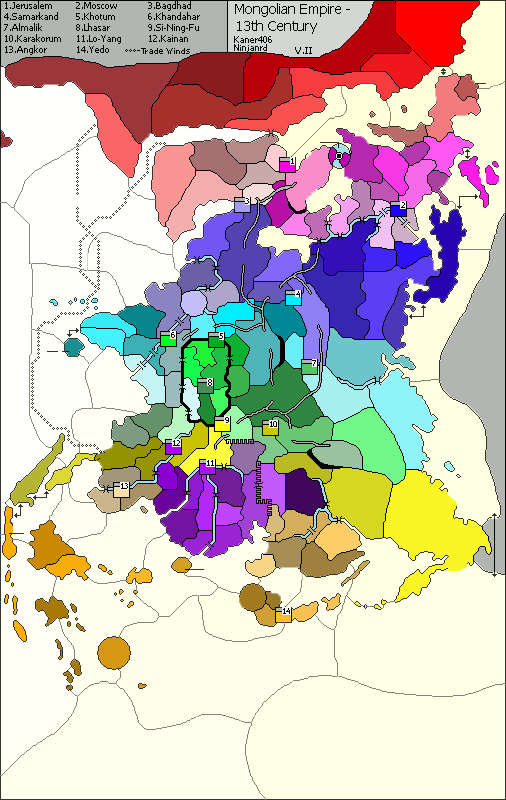 1.Jerusalem 2.Moscow 3.Bagdhad
4.Samarkand 5.Khotum 6.Khandahar
7.Almalik 8.Lhasar 9.Si-Ning-Fu
10.Karakorum 11.Lo-Yang 12.Kainan
13.Angkor 14.Yedo Trade Winds
Mongolian Empire -
13th Century
Kaner406
Ninjanrd V.II
1
2
3
4
5
6
7
8
9
10
11
12
13
14